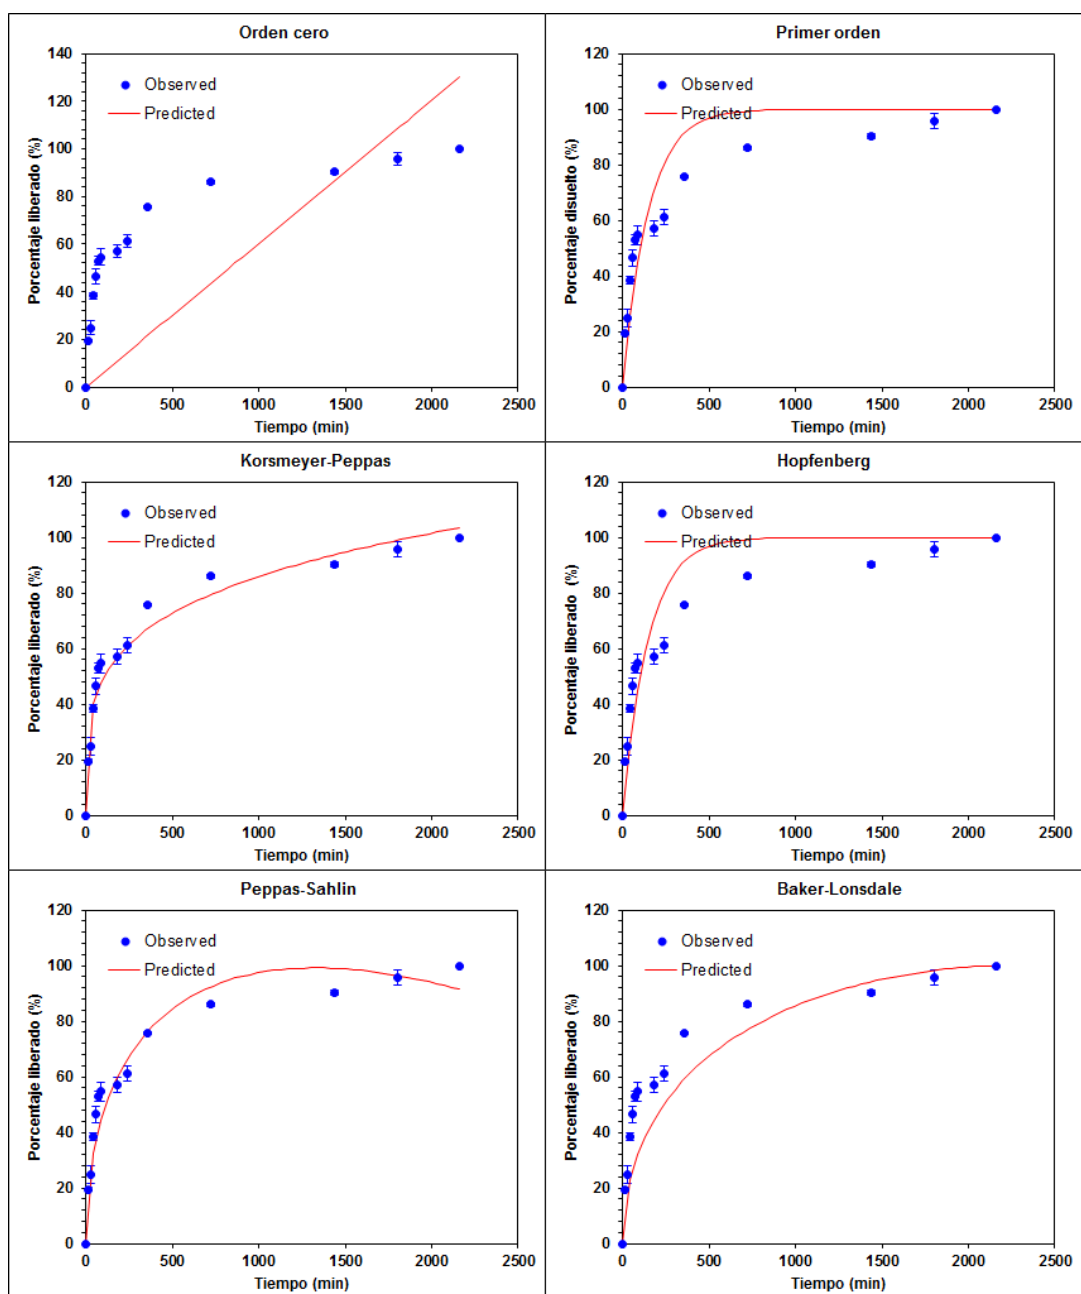 Orden cero
Porcentaje liberado (%)
140
120
100
80
60
40
20
0
Observed
Predicted
0 500 1000 1500 2000 2500
Tiempo (min)
Primer orden
Porcentaje disuelto (%)
120
100
80
60
40
20
0
Observed
Predicted
0 500 1000 1500 2000 2500
Tiempo (min)
Korsmeyer-Peppas
Porcentaje liberado (%)
120
100
80
60
40
20
0
Observed
Predicted
0 500 1000 1500 2000 2500
Tiempo (min)
Hopfenberg
Porcentaje liberado (%)
120
100
80
60
40
20
0
Observed
Predicted
0 500 1000 1500 2000 2500
Tiempo (min)
Peppas-Sahlin
Porcentaje liberado (%)
120
100
80
60
40
20
0
Observed
Predicted
0 500 1000 1500 2000 2500
Tiempo (min)
Baker-Lonsdale
Porcentaje liberado (%)
120
100
80
60
40
20
0
Observed
Predicted
0 500 1000 1500 2000 2500
Tiempo (min)